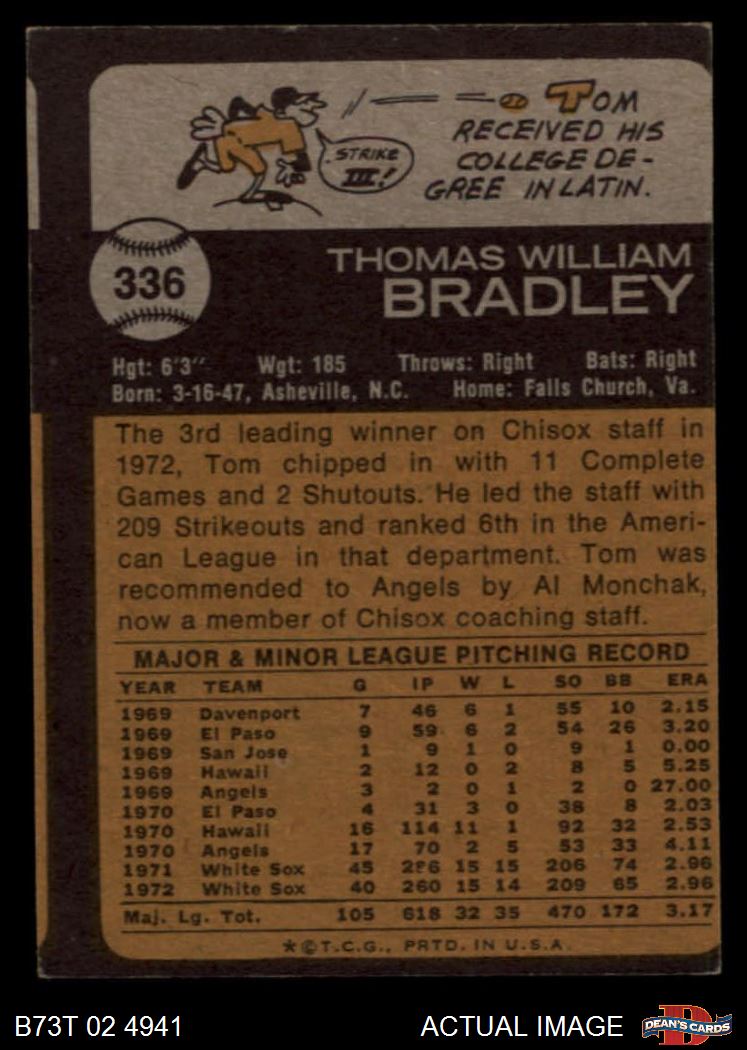 TOM
RECEIVED HIS
COLLEGE DE-
GREE IN LATIN.
STRIKE
III!
336
THOMAS WILLIAM
BRADLEY
Hgt: 6'3" Wgt: 185 Throws: Right Bats: Right
Born: 3-16-47, Asheville, N.C. Home: Falls Church, Va.
The 3rd leading winner on Chisox staff in
1972, Tom chipped in with 11 Complete
Games and 2 Shutouts. He led the staff with
209 Strikeouts and ranked 6th in the Ameri-
can League in that department. Tom was
recommended to Angels by Al Monchak,
now a member of Chisox coaching staff.
MAJOR & MINOR LEAGUE PITCHING RECORD
YEAR TEAM G IP W L SO BB ERA
1969 Davenport 7 46 6 1 55 10 2.15
1969 El Paso 9 59 6 2 54 26 3.20
1969 San Jose 1 9 1 0 9 1 0.00
1969 Hawaii 2 12 0 2 8 5 5.25
1969 Angels 3 2 0 1 2 0 27.00
1970 El Paso 4 31 3 0 38 8 2.03
1970 Hawaii 16 114 11 1 92 32 2.53
1970 Angels 17 70 2 5 53 33 4.11
1971 White Sox 45 286 15 15 206 74 2.96
1972 White Sox 40 260 15 14 209 65 2.96
Maj. Lg. Tot. 105 618 32 35 470 172 3.17
*©T.C.G., PRTD. IN U.S.A.
B73T 02 4941 ACTUAL IMAGE
D
DEAN'S CARDS